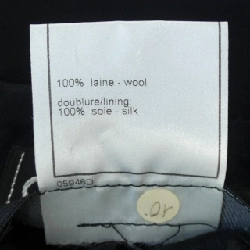 100% laine - wool
doublure/lining:
100% soie - silk